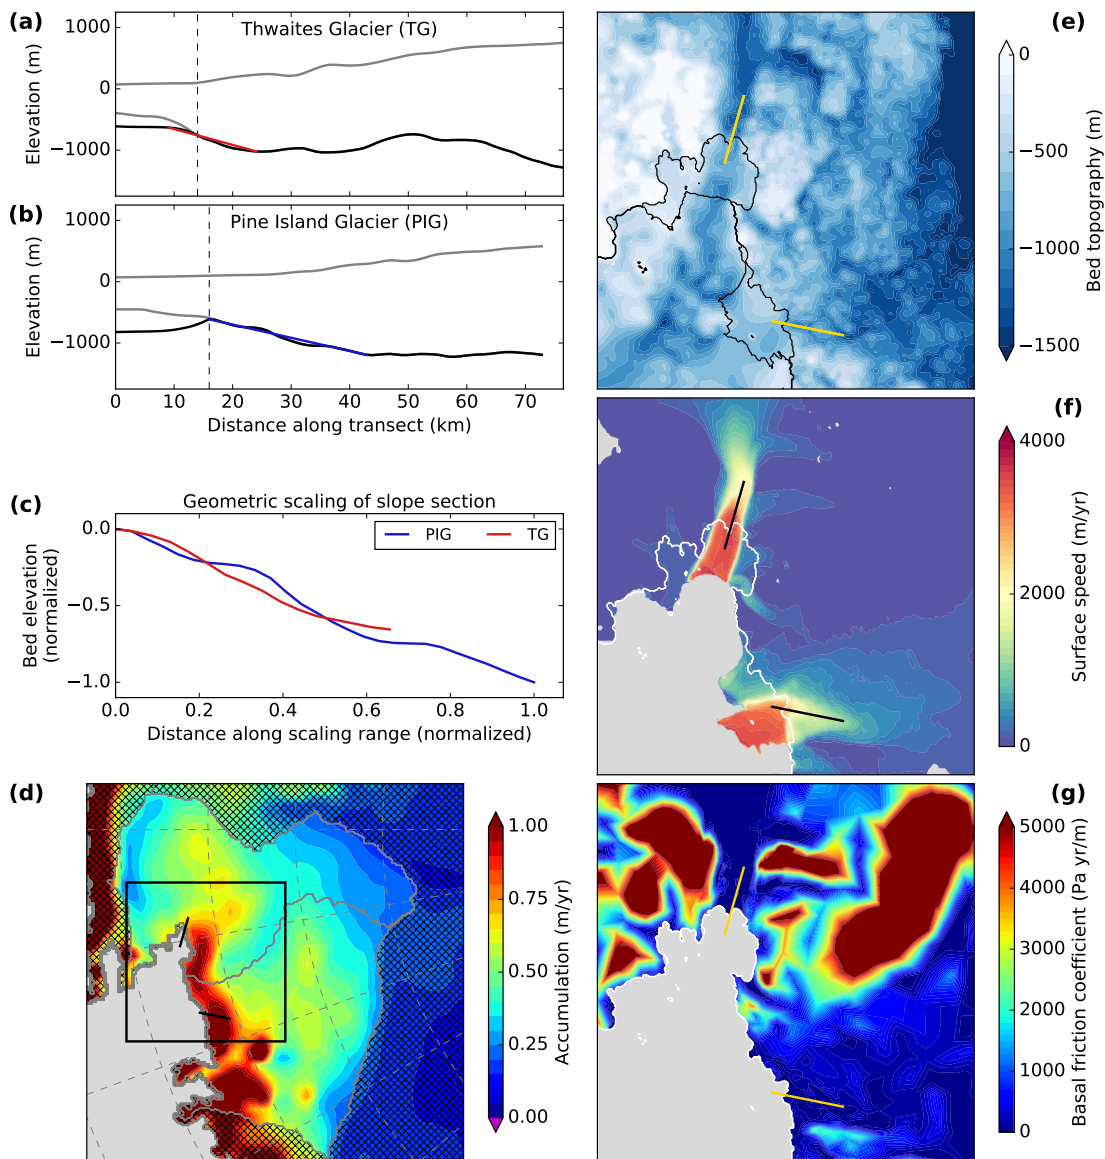 (a)
Thwaites Glacier (TG)
1000
0
−1000
Elevation (m)
(b)
Pine Island Glacier (PIG)
1000
0
−1000
Elevation (m)
0 10 20 30 40 50 60 70
Distance along transect (km)
(c)
Geometric scaling of slope section
PIG TG
0.0
−0.5
−1.0
Bed elevation
(normalized)
0.0 0.2 0.4 0.6 0.8 1.0
Distance along scaling range (normalized)
(d)
1.00
0.75
0.50
0.25
0.00
Accumulation (m/yr)
(e)
0
−500
−1000
−1500
Bed topography (m)
(f)
4000
2000
0
Surface speed (m/yr)
(g)
5000
4000
3000
2000
1000
0
Basal friction coefficient (Pa yr/m)